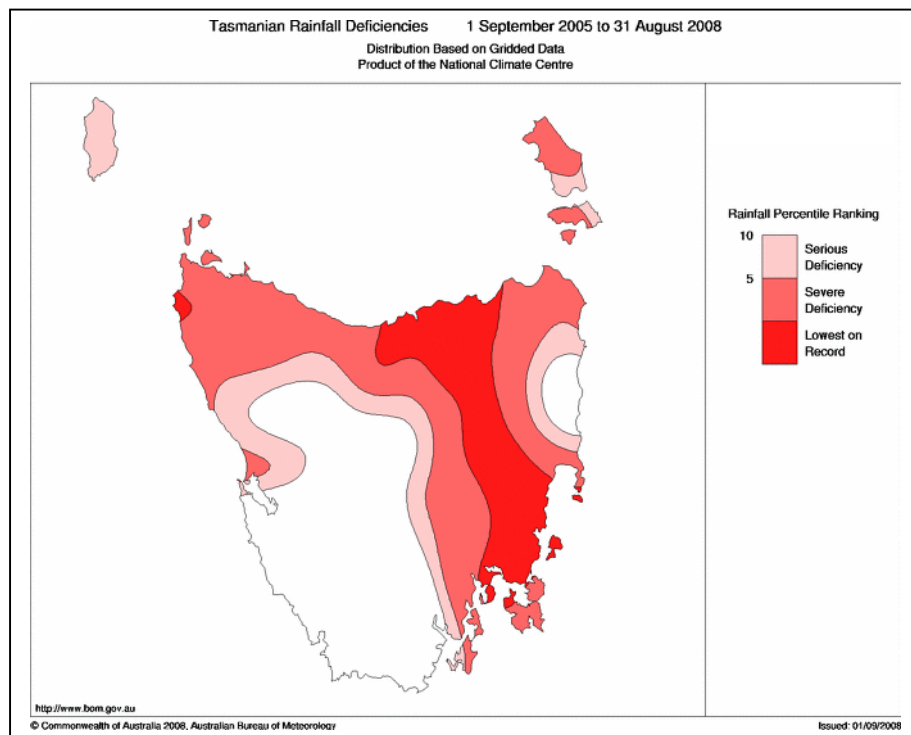 Tasmanian Rainfall Deficiencies 1 September 2005 to 31 August 2008
Distribution Based on Gridded Data
Product of the National Climate Centre
Rainfall Percentile Ranking
10
Serious
Deficiency
5
Severe
Deficiency
Lowest on
Record
http://www.bom.gov.au
© Commonwealth of Australia 2008, Australian Bureau of Meteorology
Issued: 01/09/2008